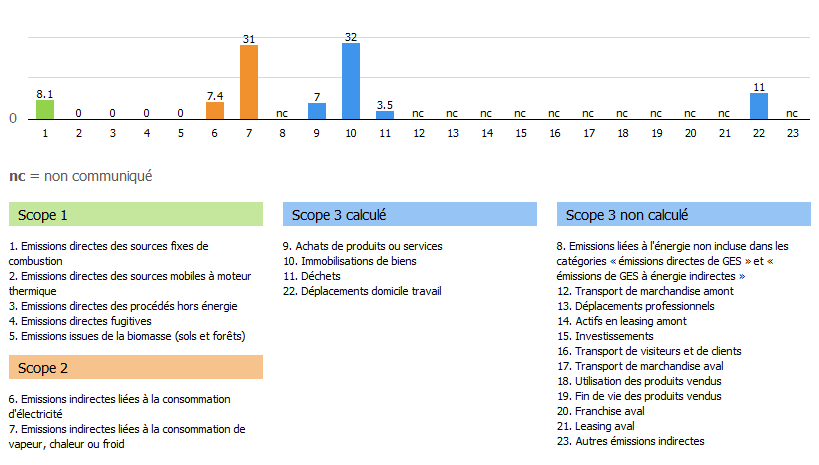 8.1 0 0 0 0 7.4 31 nc 7 32 3.5 nc nc nc nc nc nc nc nc nc nc 11 nc
0
1 2 3 4 5 6 7 8 9 10 11 12 13 14 15 16 17 18 19 20 21 22 23
nc = non communiqué
Scope 1
1. Emissions directes des sources fixes de
combustion
2. Emissions directes des sources mobiles à moteur
thermique
3. Emissions directes des procédés hors énergie
4. Emissions directes fugitives
5. Emissions issues de la biomasse (sols et forêts)
Scope 2
6. Emissions indirectes liées à la consommation
d'électricité
7. Emissions indirectes liées à la consommation de
vapeur, chaleur ou froid
Scope 3 calculé
9. Achats de produits ou services
10. Immobilisations de biens
11. Déchets
22. Déplacements domicile travail
Scope 3 non calculé
8. Emissions liées à l'énergie non incluse dans les
catégories « émissions directes de GES » et «
émissions de GES à énergie indirectes »
12. Transport de marchandise amont
13. Déplacements professionnels
14. Actifs en leasing amont
15. Investissements
16. Transport de visiteurs et de clients
17. Transport de marchandise aval
18. Utilisation des produits vendus
19. Fin de vie des produits vendus
20. Franchise aval
21. Leasing aval
23. Autres émissions indirectes